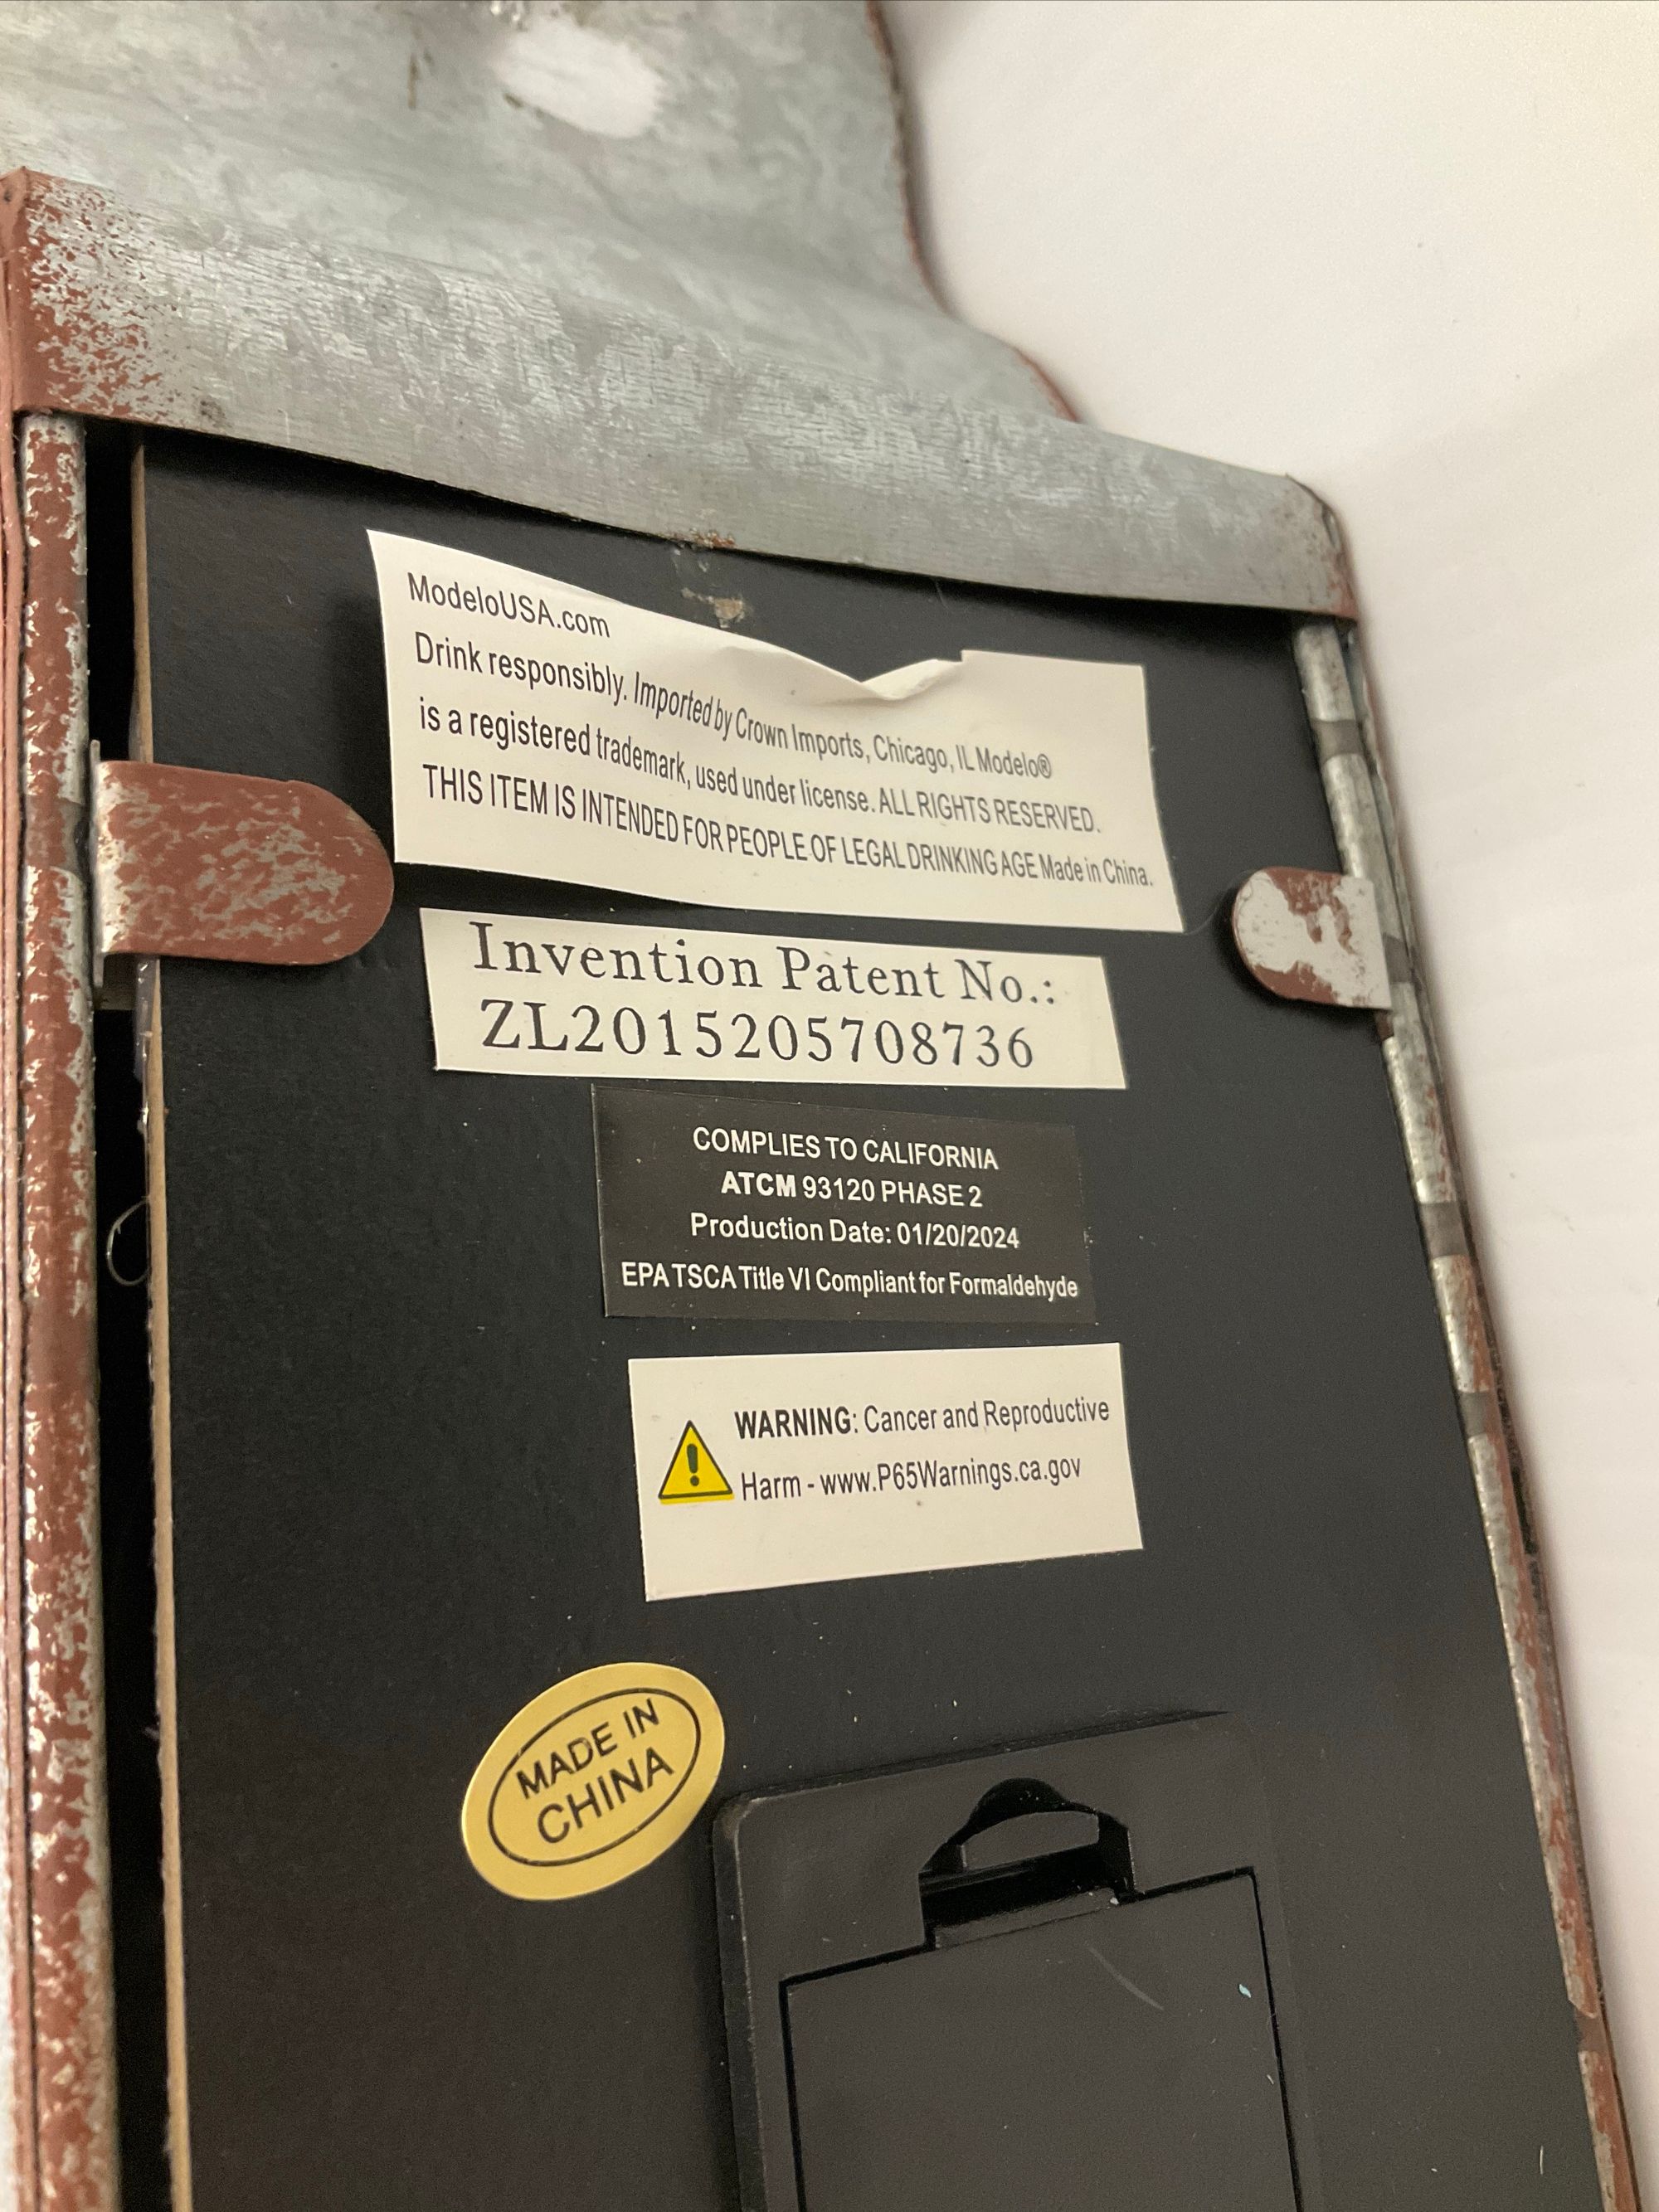 ModeloUSA.com
Drink responsibly. Imported by Crown Imports, Chicago, IL Modelo®
is a registered trademark, used under license. ALL RIGHTS RESERVED.
THIS ITEM IS INTENDED FOR PEOPLE OF LEGAL DRINKING AGE Made in China.
Invention Patent No.:
ZL2015205708736
COMPLIES TO CALIFORNIA
ATCM 93120 PHASE 2
Production Date: 01/20/2024
EPA TSCA Title VI Compliant for Formaldehyde
WARNING: Cancer and Reproductive
Harm - www.P65Warnings.ca.gov
MADE IN
CHINA